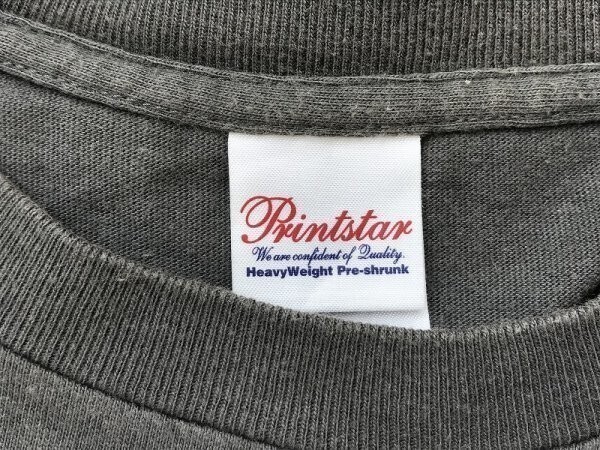 Printstar
We are confident of Quality.
HeavyWeight Pre-shrunk